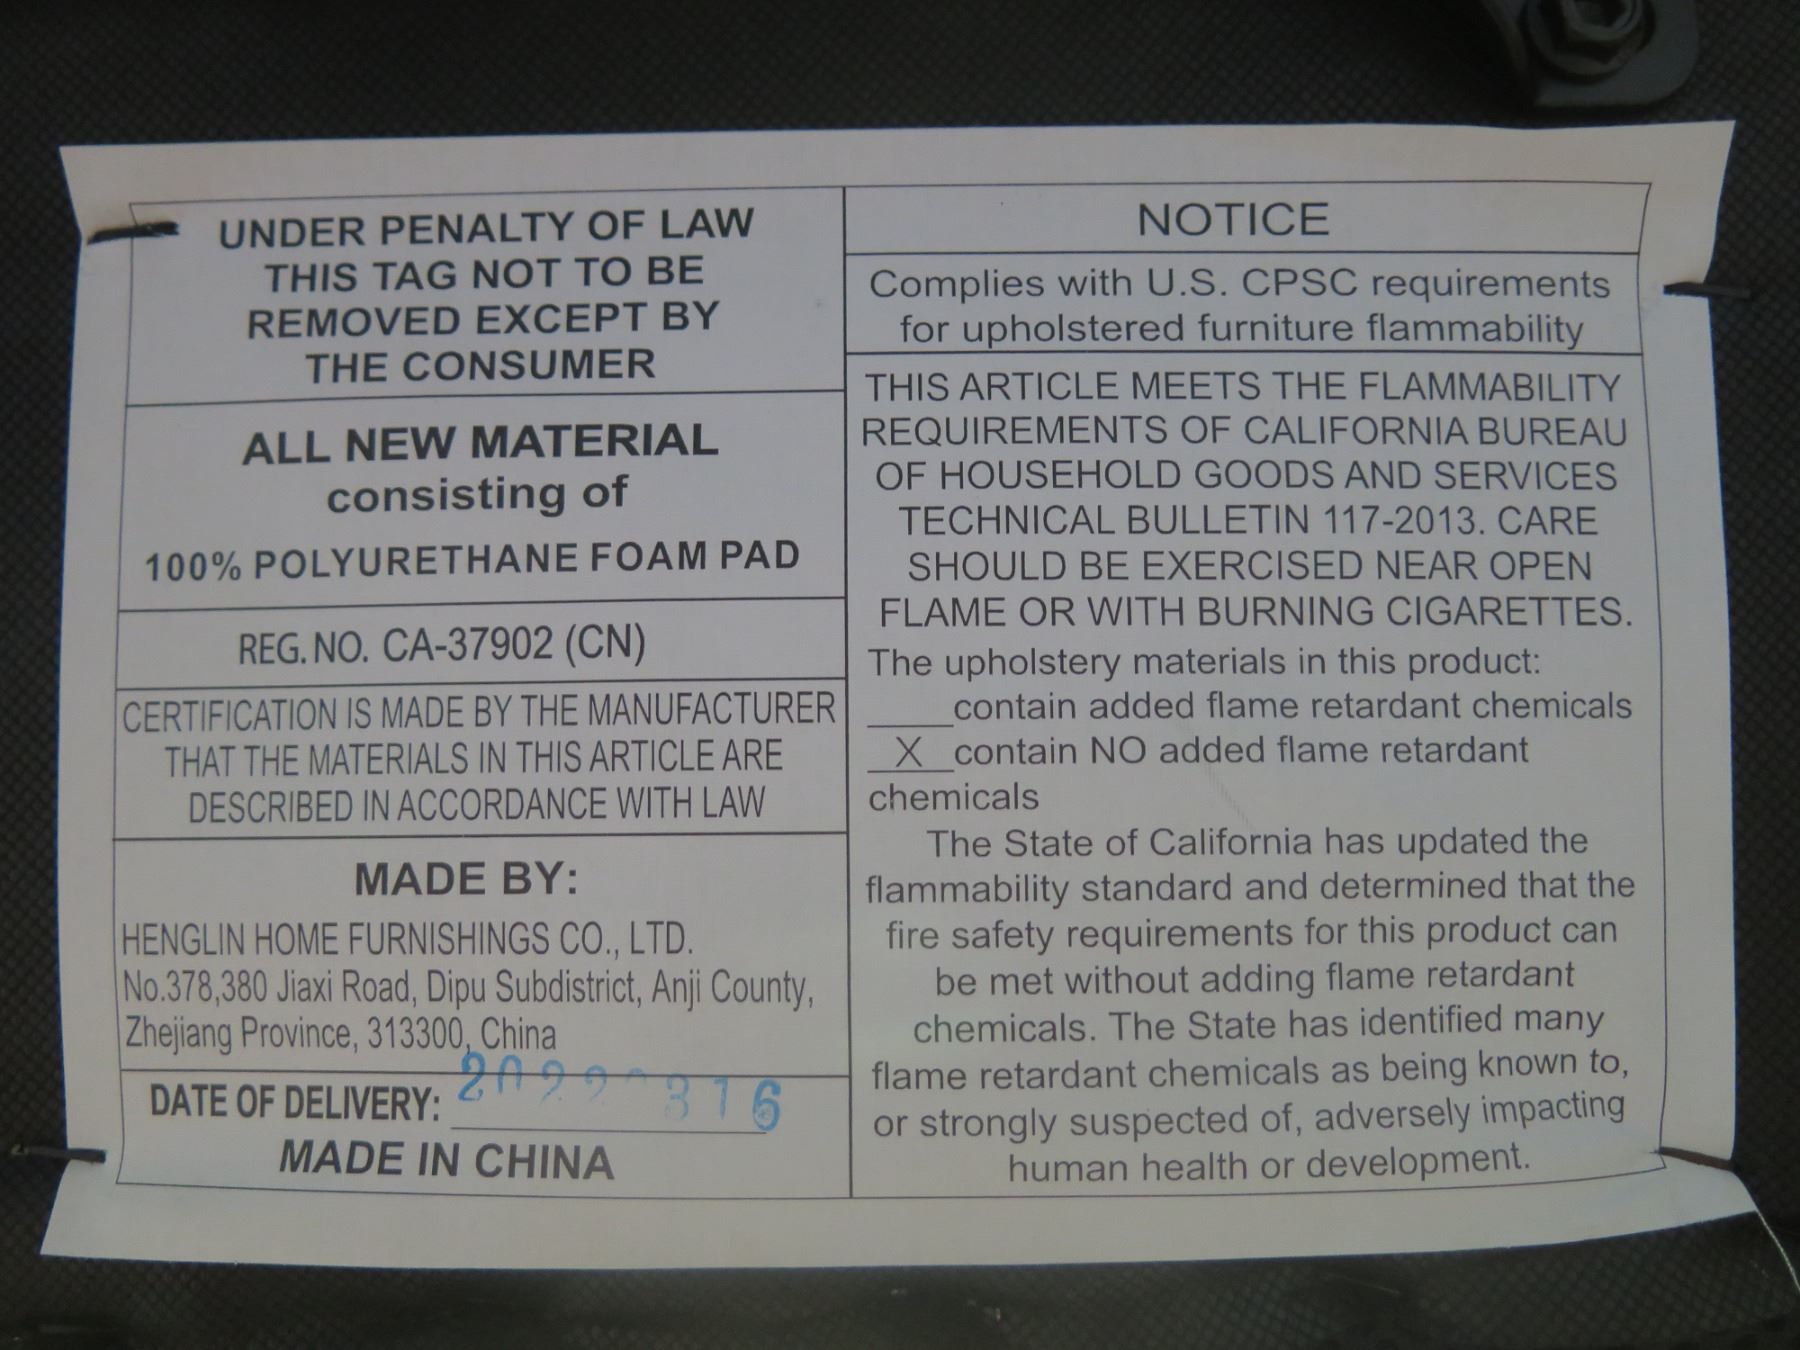 UNDER PENALTY OF LAW
THIS TAG NOT TO BE
REMOVED EXCEPT BY
THE CONSUMER
ALL NEW MATERIAL
consisting of
100% POLYURETHANE FOAM PAD
REG. NO. CA-37902 (CN)
CERTIFICATION IS MADE BY THE MANUFACTURER
THAT THE MATERIALS IN THIS ARTICLE ARE
DESCRIBED IN ACCORDANCE WITH LAW
MADE BY:
HENGLIN HOME FURNISHINGS CO., LTD.
No.378,380 Jiaxi Road, Dipu Subdistrict, Anji County,
Zhejiang Province, 313300, China
DATE OF DELIVERY: 20220316
MADE IN CHINA
NOTICE
Complies with U.S. CPSC requirements
for upholstered furniture flammability
THIS ARTICLE MEETS THE FLAMMABILITY
REQUIREMENTS OF CALIFORNIA BUREAU
OF HOUSEHOLD GOODS AND SERVICES
TECHNICAL BULLETIN 117-2013. CARE
SHOULD BE EXERCISED NEAR OPEN
FLAME OR WITH BURNING CIGARETTES.
The upholstery materials in this product:
____contain added flame retardant chemicals
_X_contain NO added flame retardant
chemicals
The State of California has updated the
flammability standard and determined that the
fire safety requirements for this product can
be met without adding flame retardant
chemicals. The State has identified many
flame retardant chemicals as being known to,
or strongly suspected of, adversely impacting
human health or development.